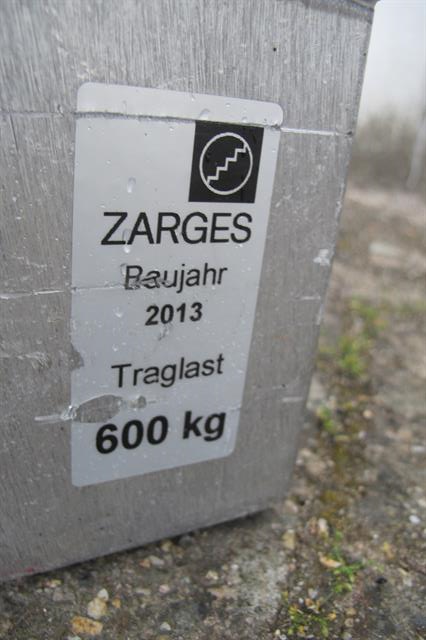 ZARGES
Baujahr
2013
Traglast
600 kg